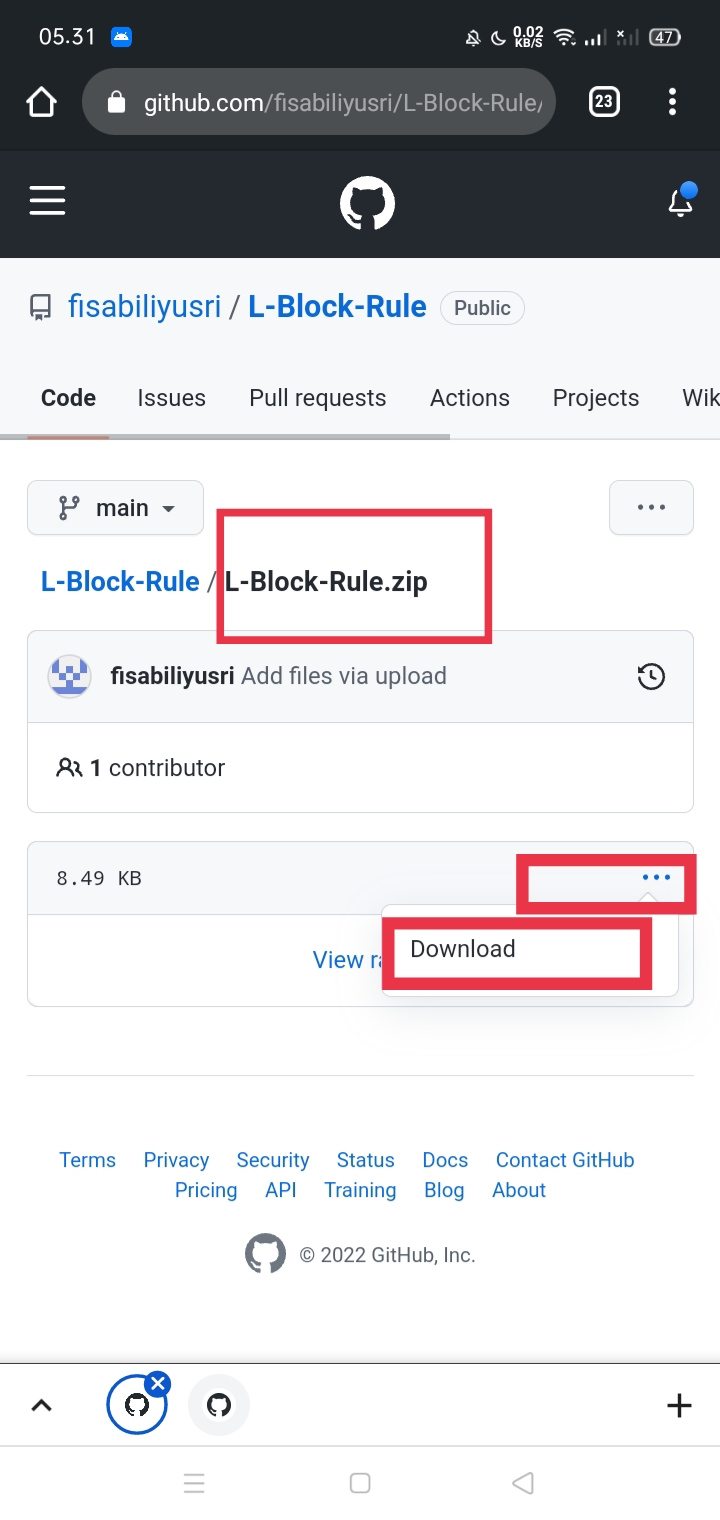 05.31 0.02 KB/S 47
github.com/fisabiliyusri/L-Block-Rule/ 23
fisabiliyusri / L-Block-Rule Public
Code Issues Pull requests Actions Projects Wik
main
L-Block-Rule / L-Block-Rule.zip
fisabiliyusri Add files via upload
1 contributor
8.49 KB
Download
View ra
Terms Privacy Security Status Docs Contact GitHub
Pricing API Training Blog About
© 2022 GitHub, Inc.